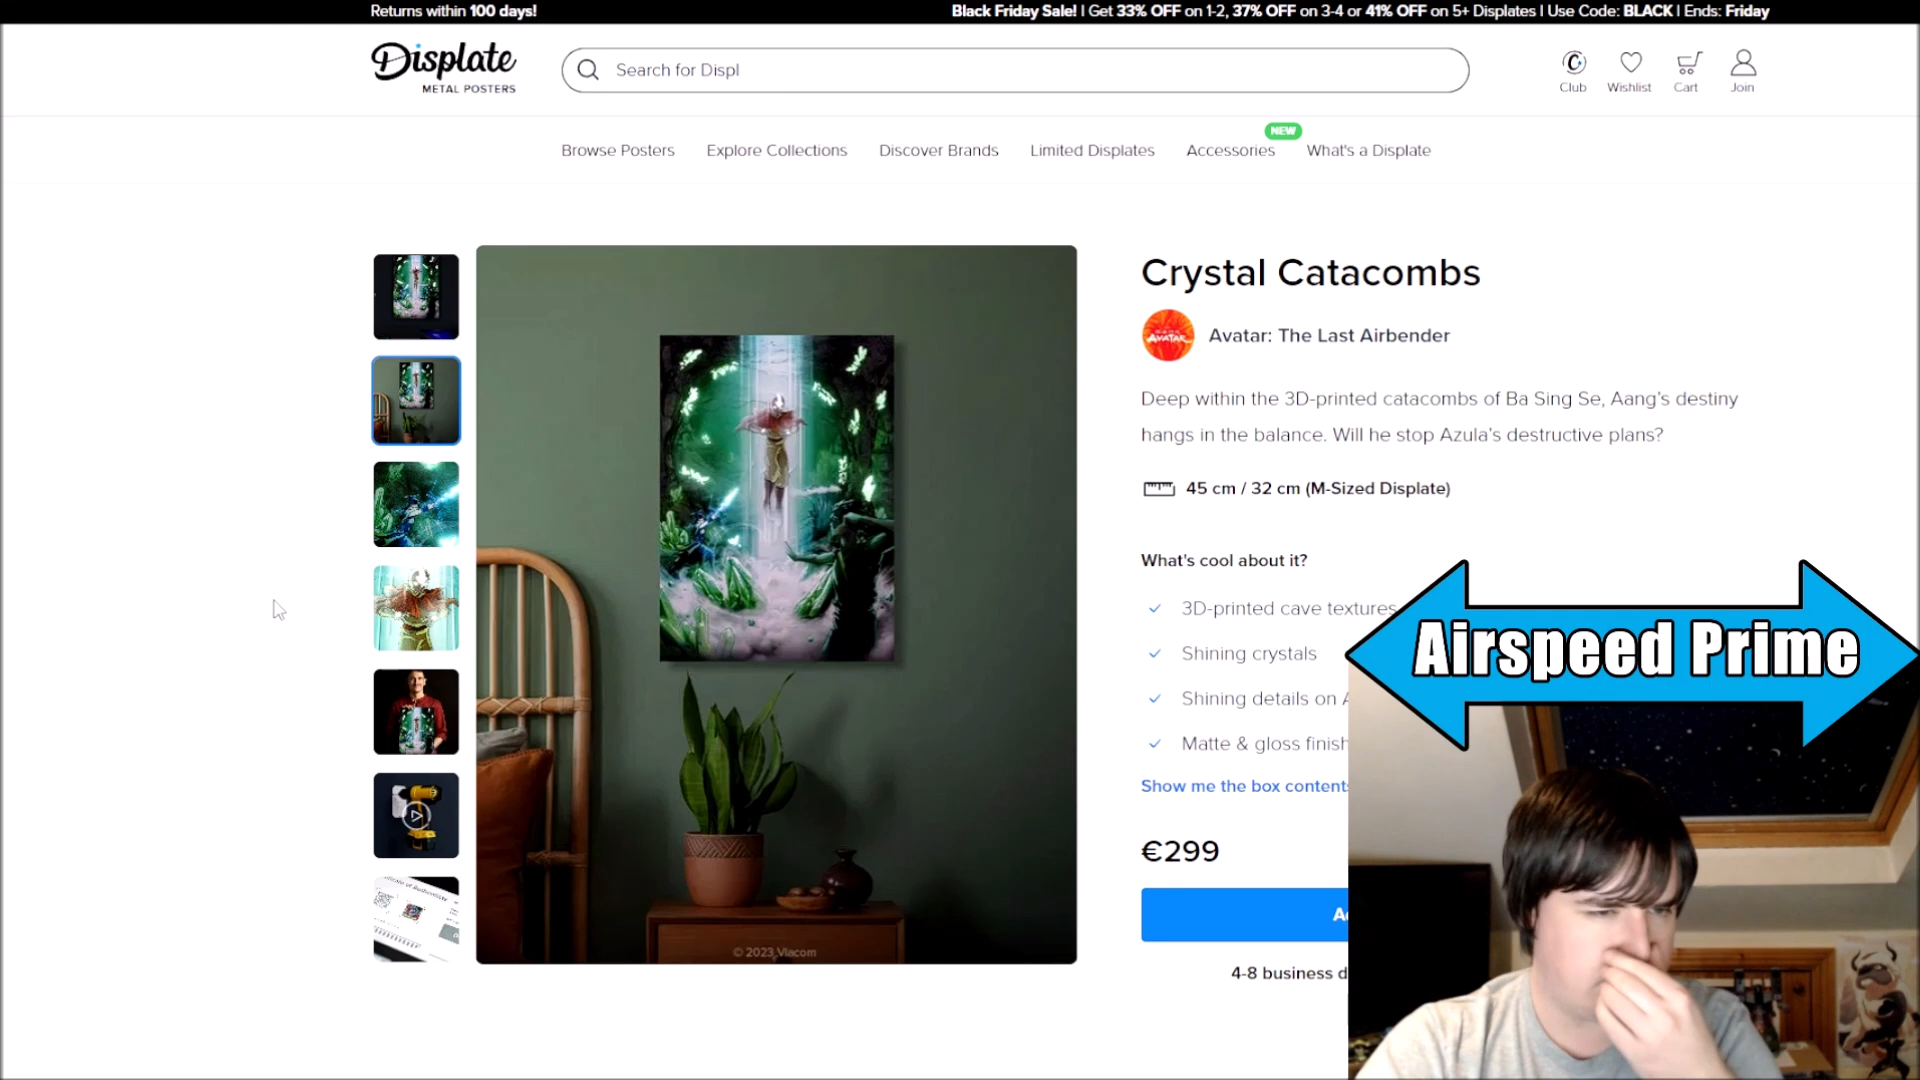 Returns within 100 days!
Black Friday Sale! | Get 33% OFF on 1-2, 37% OFF on 3-4 or 41% OFF on 5+ Displates | Use Code: BLACK | Ends: Friday
Displate
METAL POSTERS
Search for Displ
Club
Wishlist
Cart
Join
NEW
Browse Posters
Explore Collections
Discover Brands
Limited Displates
Accessories
What's a Displate
Crystal Catacombs
AVATAR
Avatar: The Last Airbender
Deep within the 3D-printed catacombs of Ba Sing Se, Aang's destiny
hangs in the balance. Will he stop Azula's destructive plans?
45 cm / 32 cm (M-Sized Displate)
What's cool about it?
3D-printed cave textures
Shining crystals
Shining details on A
Matte & gloss finish
Show me the box contents
Airspeed Prime
€299
4-8 business d
© 2023 Viacom